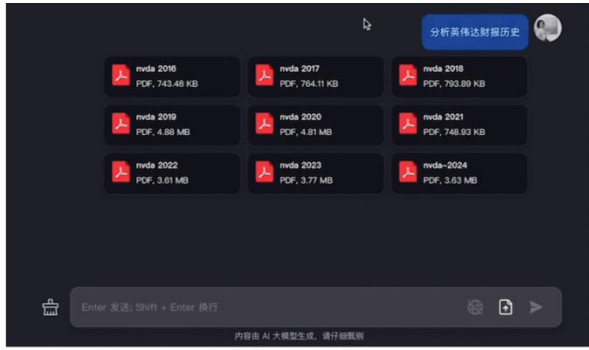 分析英伟达财报历史
nvda 2016
PDF, 743.48 KB
nvda 2017
PDF, 764.11 KB
nvda 2018
PDF, 793.89 KB
nvda 2019
PDF, 4.88 MB
nvda 2020
PDF, 4.81 MB
nvda 2021
PDF, 748.93 KB
nvda 2022
PDF, 3.61 MB
nvda 2023
PDF, 3.77 MB
nvda-2024
PDF, 3.63 MB
Enter 发送; Shift + Enter 换行
内容由 AI 大模型生成，请仔细甄别